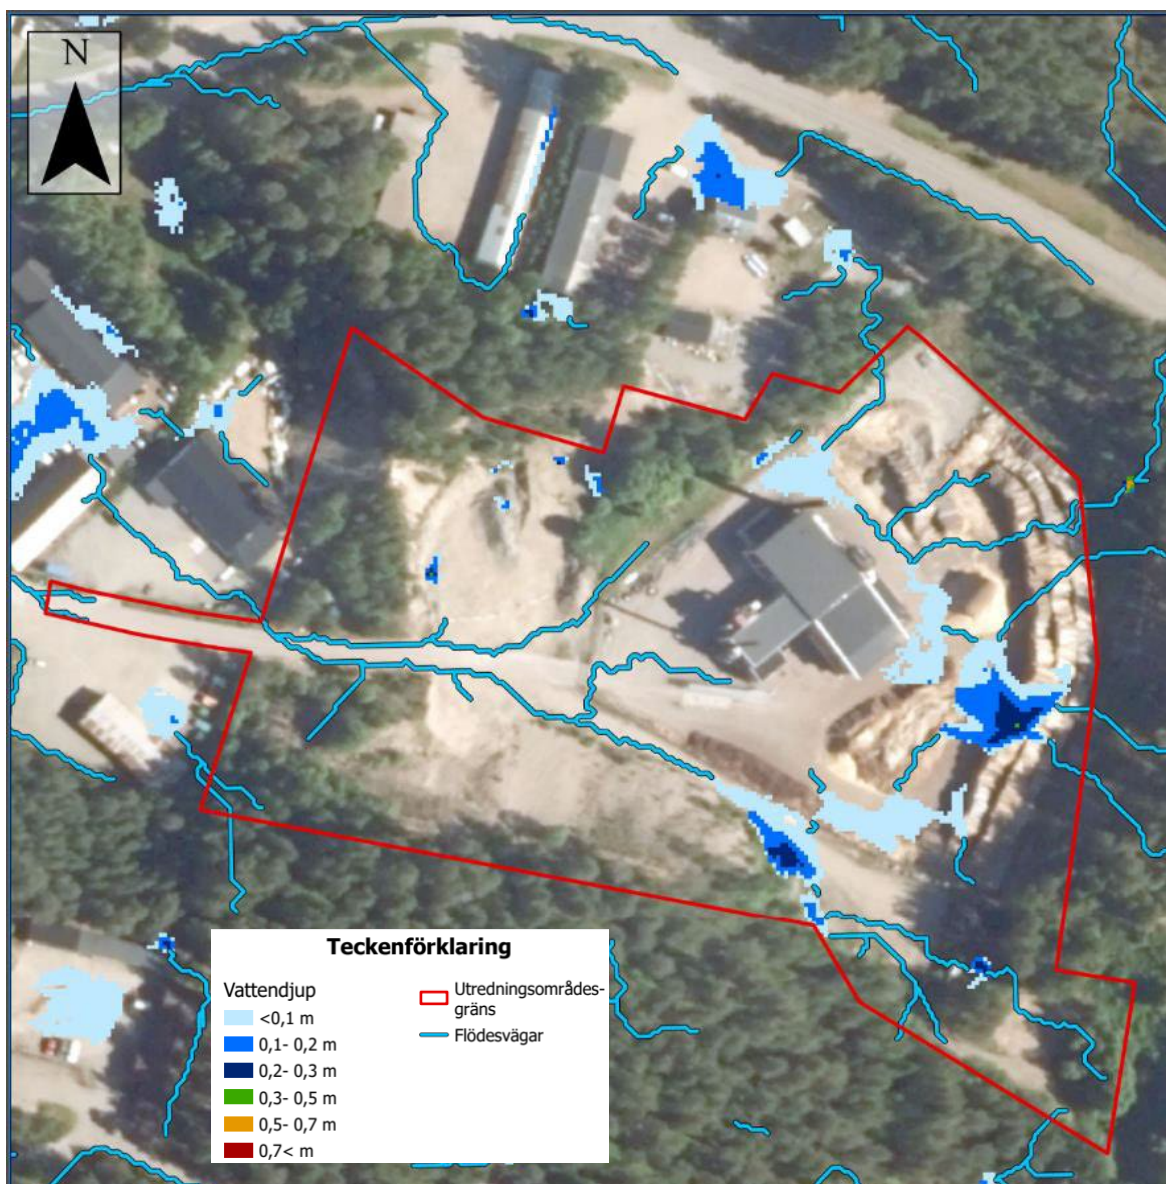 N
Teckenförklaring
Vattendjup
<0,1 m
0,1- 0,2 m
0,2- 0,3 m
0,3- 0,5 m
0,5- 0,7 m
0,7< m
Utredningsområdes-
gräns
Flödesvägar